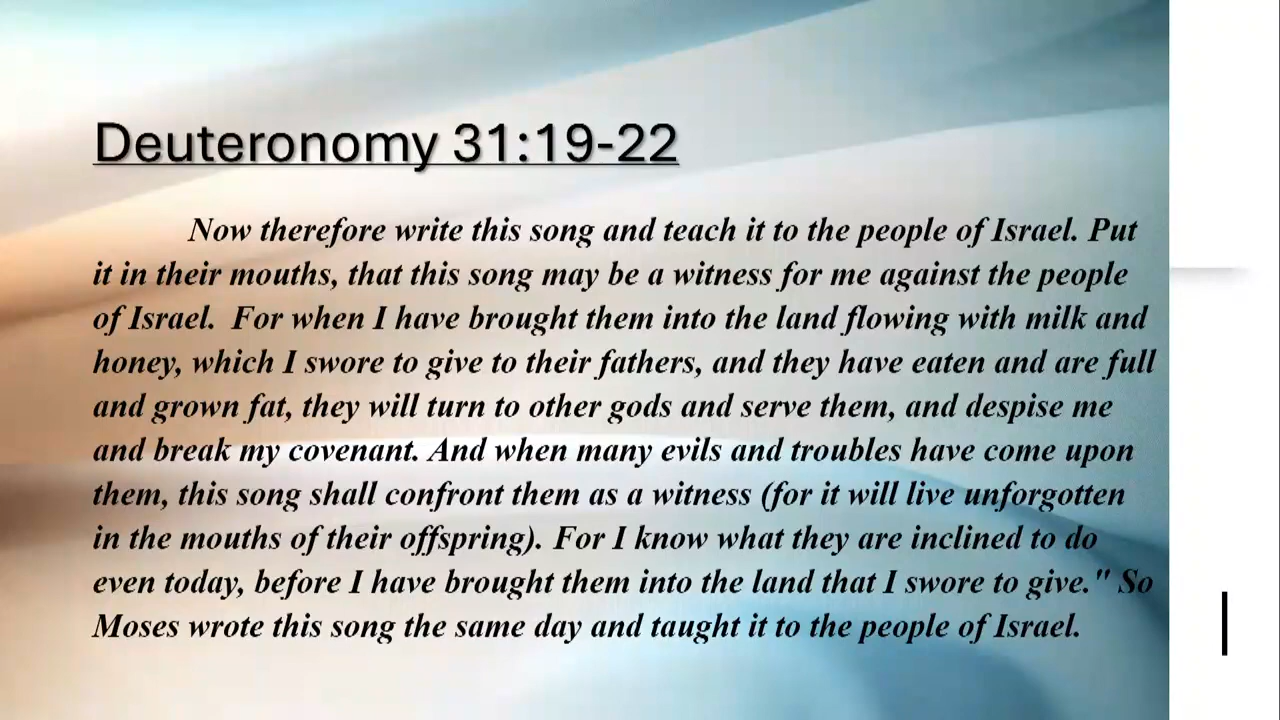 Deuteronomy 31:19-22
Now therefore write this song and teach it to the people of Israel. Put
it in their mouths, that this song may be a witness for me against the people
of Israel.  For when I have brought them into the land flowing with milk and
honey, which I swore to give to their fathers, and they have eaten and are full
and grown fat, they will turn to other gods and serve them, and despise me
and break my covenant. And when many evils and troubles have come upon
them, this song shall confront them as a witness (for it will live unforgotten
in the mouths of their offspring). For I know what they are inclined to do
even today, before I have brought them into the land that I swore to give." So
Moses wrote this song the same day and taught it to the people of Israel.